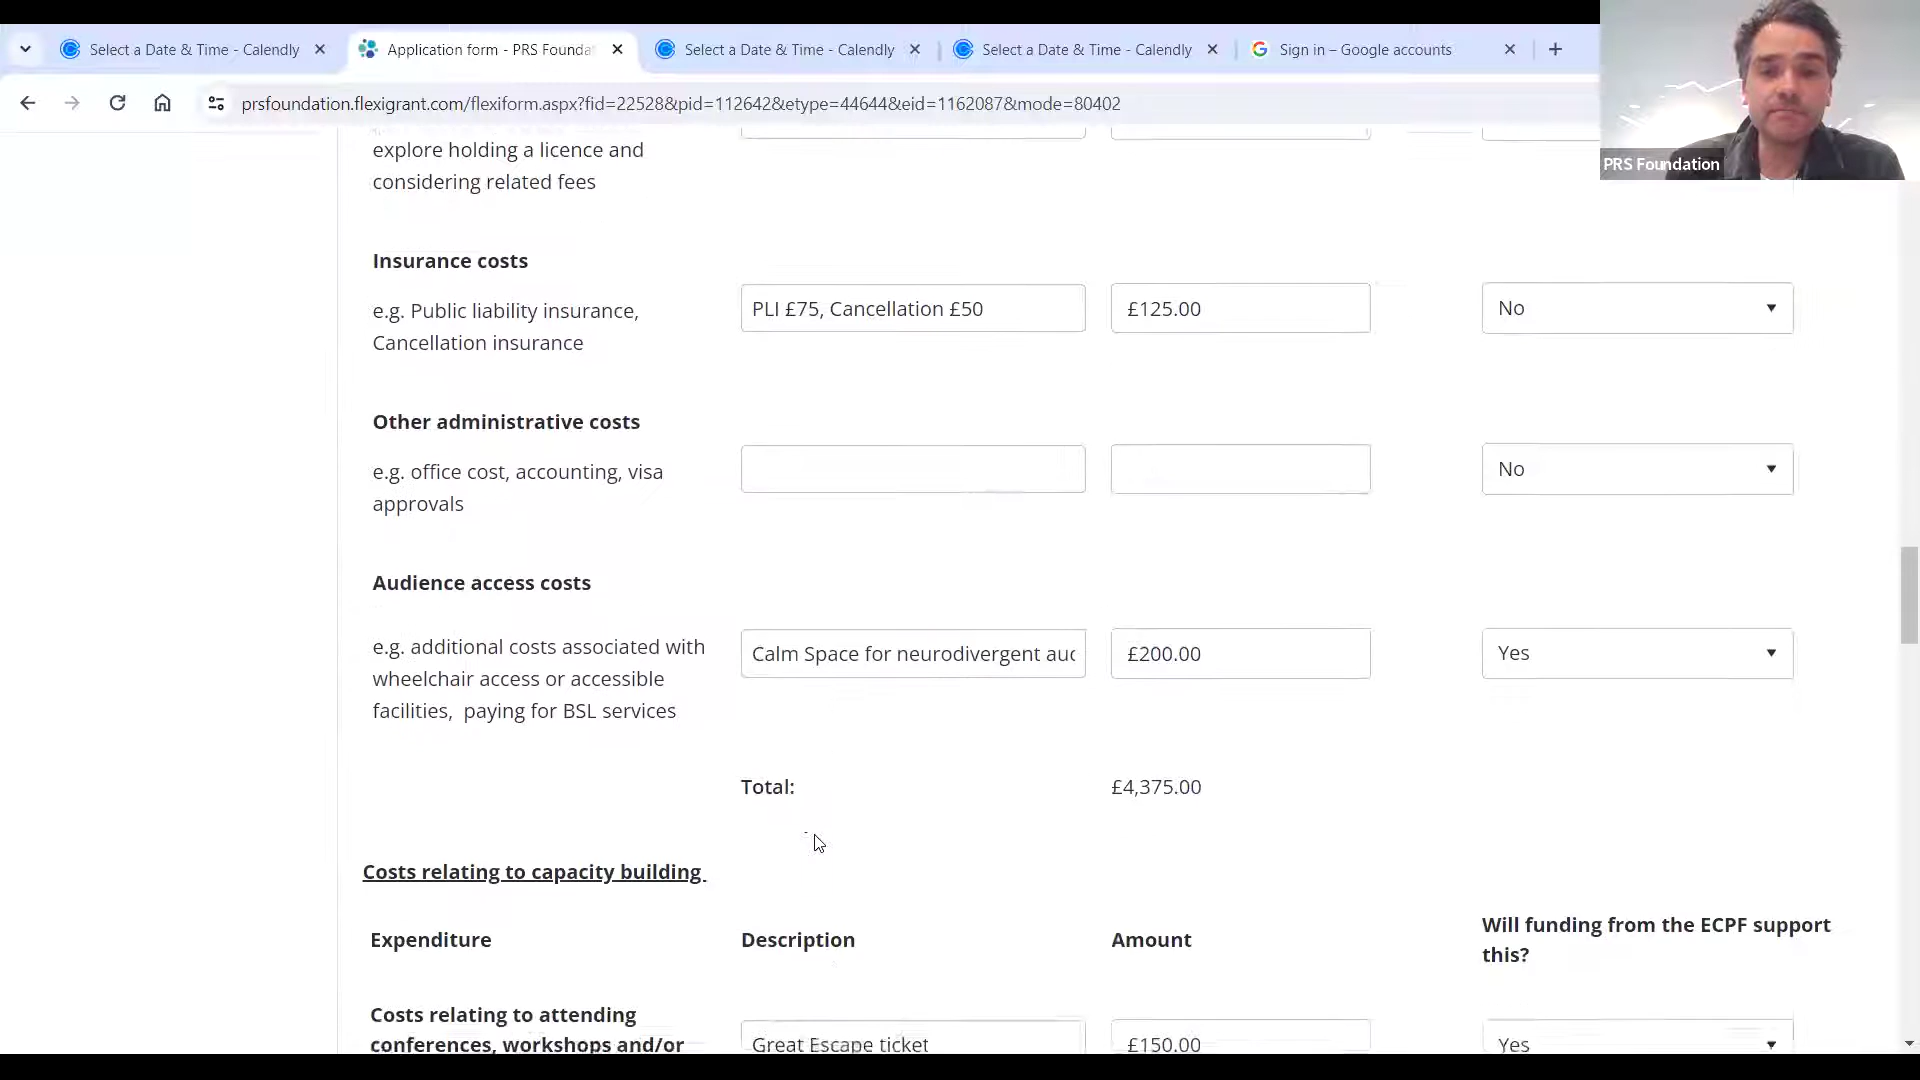 Select a Date & Time - Calendly
Application form - PRS Founda
Select a Date & Time - Calendly
Select a Date & Time - Calendly
Sign in – Google accounts
prsfoundation.flexigrant.com/flexiform.aspx?fid=22528&pid=112642&etype=44644&eid=1162087&mode=80402
PRS Foundation
explore holding a licence and
considering related fees
Insurance costs
e.g. Public liability insurance,
Cancellation insurance
PLI £75, Cancellation £50
£125.00
No
Other administrative costs
e.g. office cost, accounting, visa
approvals
No
Audience access costs
e.g. additional costs associated with
wheelchair access or accessible
facilities, paying for BSL services
Calm Space for neurodivergent aud
£200.00
Yes
Total:
£4,375.00
Costs relating to capacity building
Expenditure
Description
Amount
Will funding from the ECPF support
this?
Costs relating to attending
conferences, workshops and/or
Great Escape ticket
£150.00
Yes